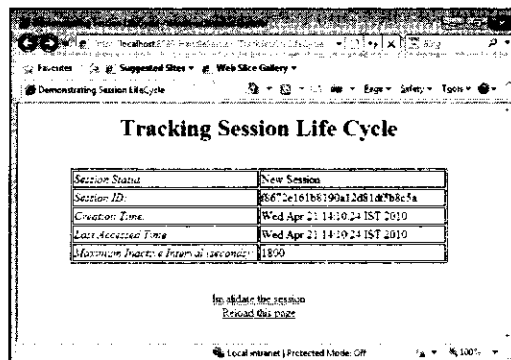 Favorites Suggested Sites Web Slice Gallery
Demonstrating Session LifeCycle Page Safety Tools
Tracking Session Life Cycle
Session Status New Session
Session ID:
Creation Time: Wed Apr 21 14:10:24 IST 2010
Last Accessed Time Wed Apr 21 14:10:24 IST 2010
Maximum Inactive Interval (seconds) 1800
Invalidate the session
Reload this page
Local intranet | Protected Mode: Off 100%